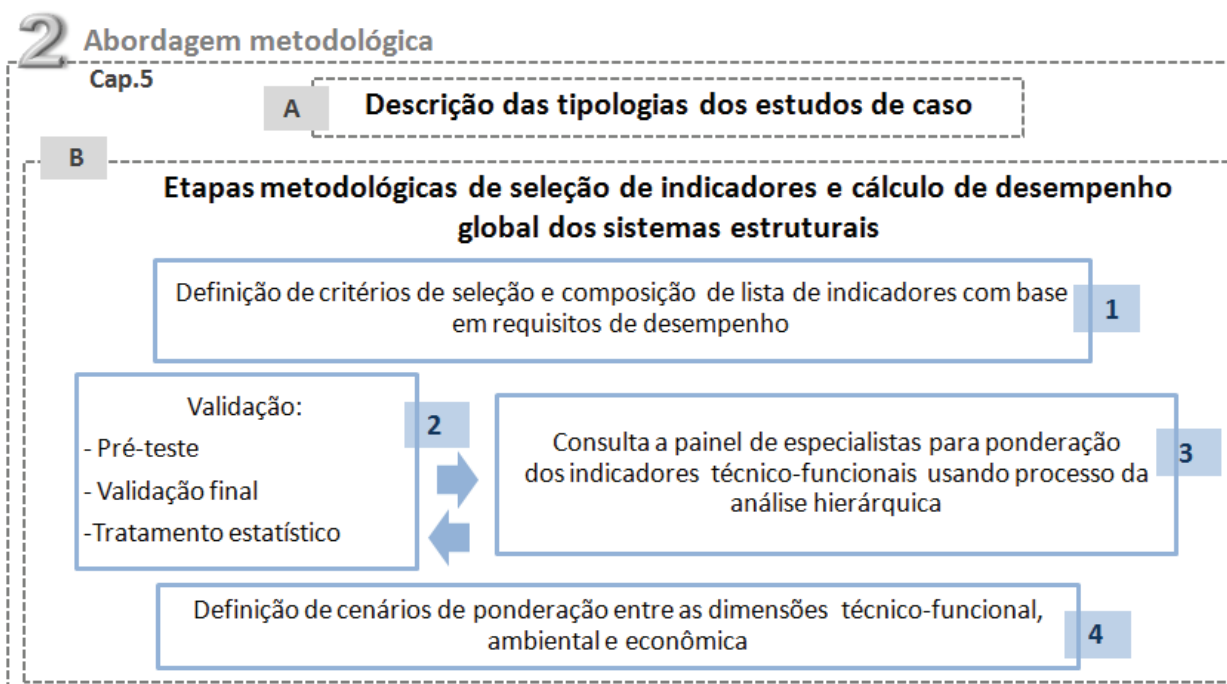 2 Abordagem metodológica
Cap.5
A
Descrição das tipologias dos estudos de caso
B
Etapas metodológicas de seleção de indicadores e cálculo de desempenho
global dos sistemas estruturais
Definição de critérios de seleção e composição de lista de indicadores com base
em requisitos de desempenho
1
Validação:
- Pré-teste
- Validação final
-Tratamento estatístico
2
Consulta a painel de especialistas para ponderação
dos indicadores técnico-funcionais usando processo da
análise hierárquica
3
Definição de cenários de ponderação entre as dimensões técnico-funcional,
ambiental e econômica
4